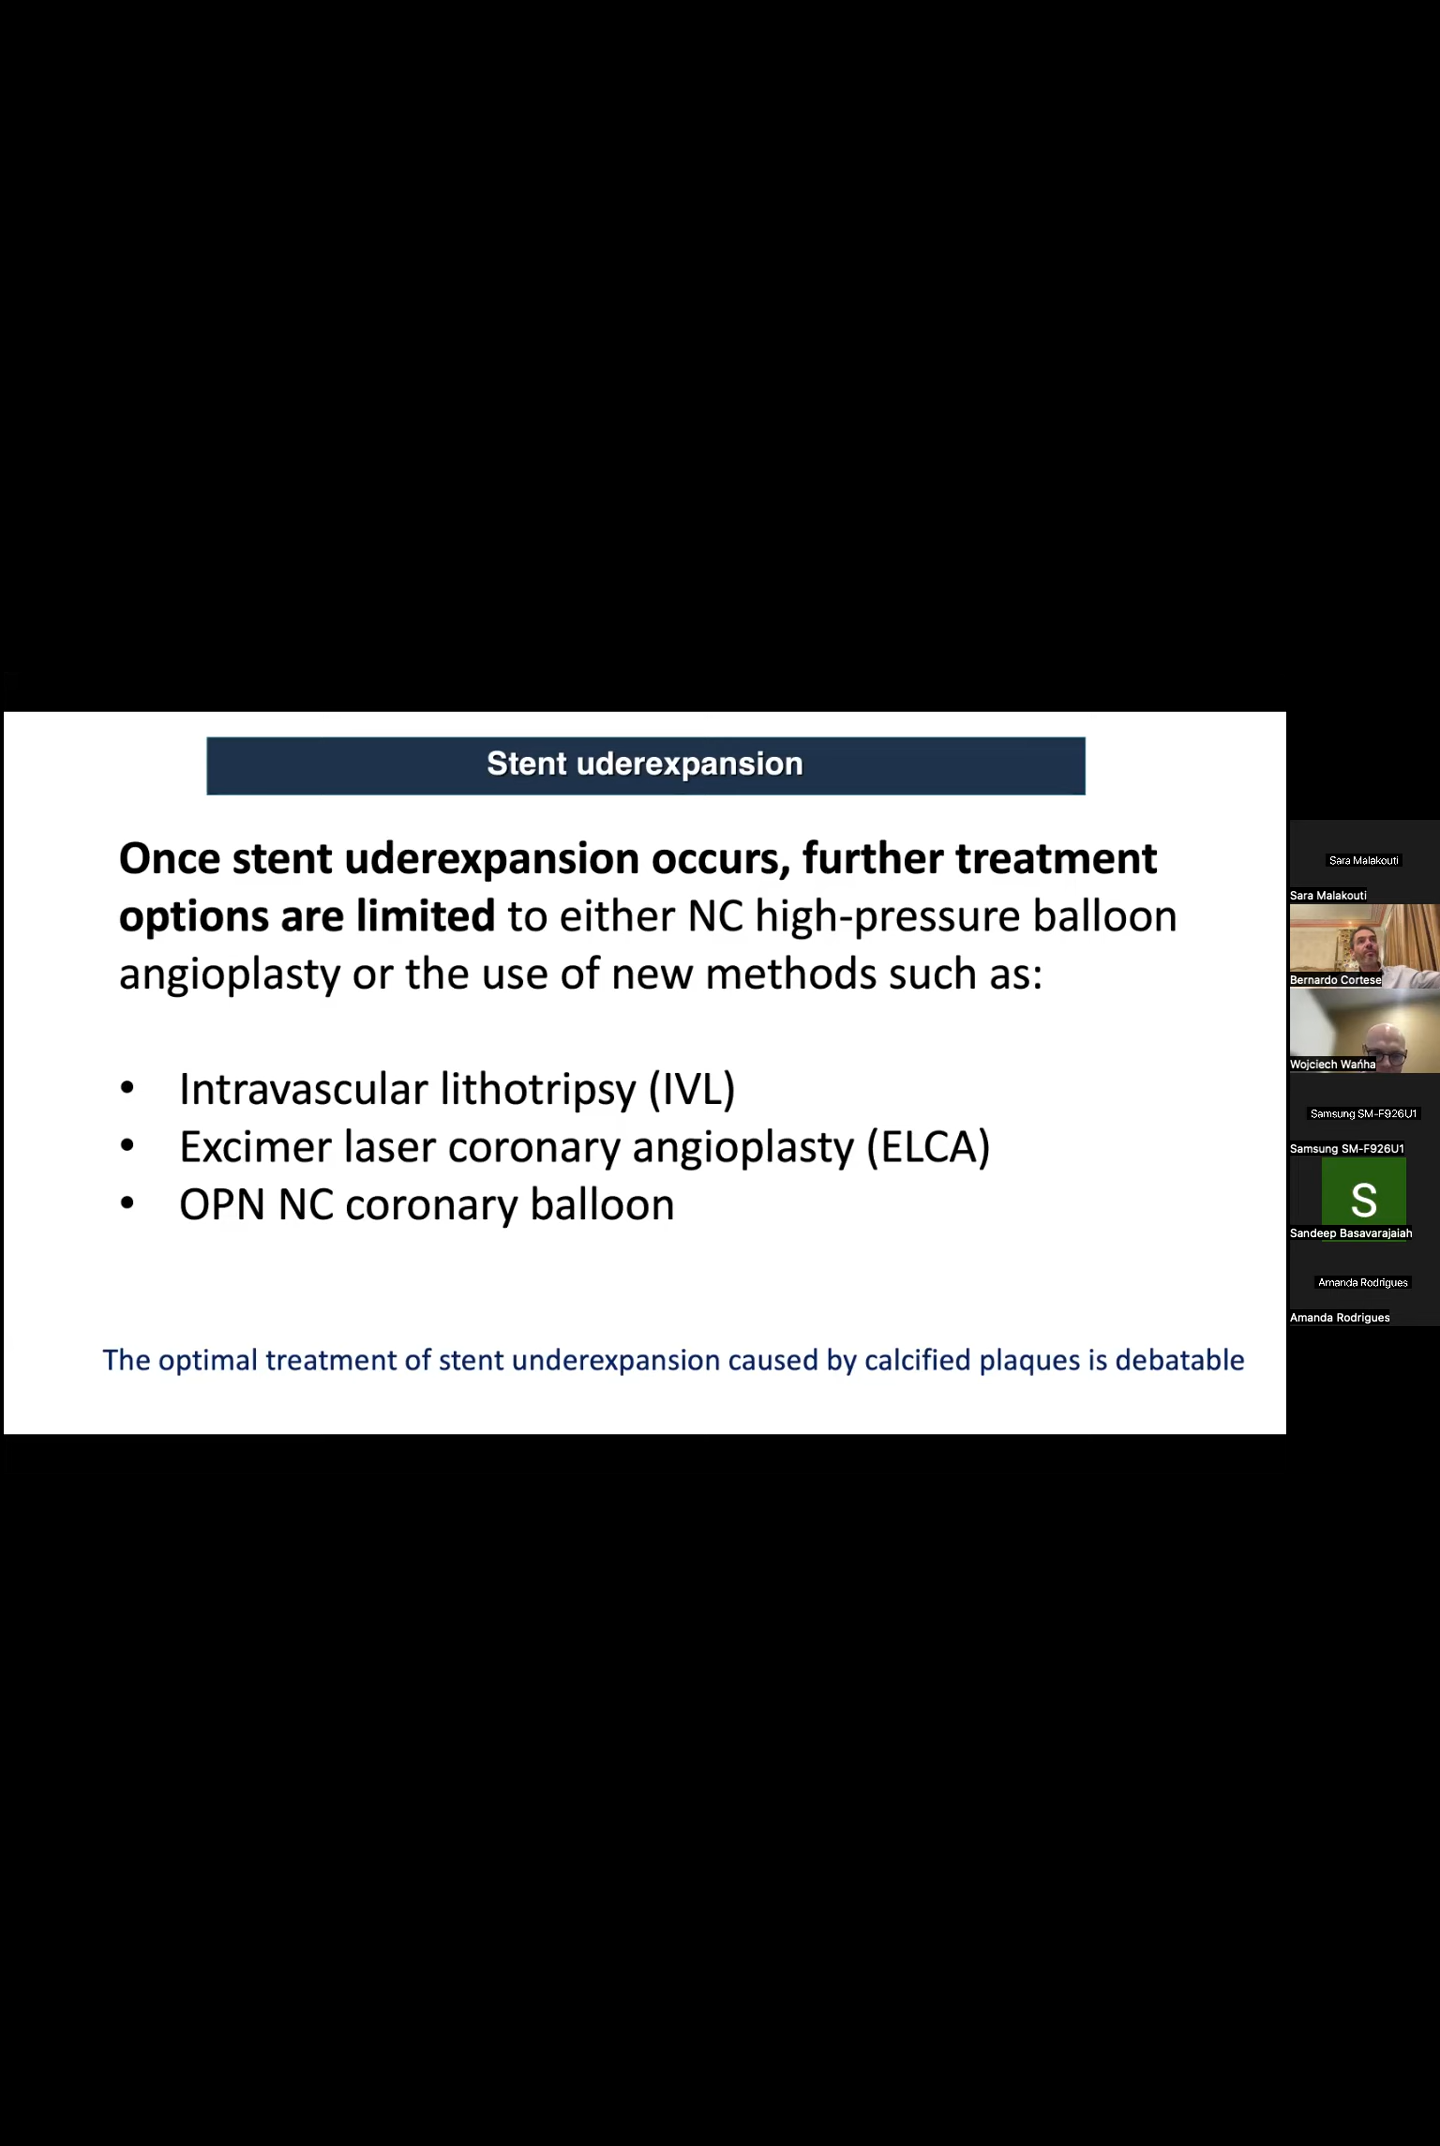 Stent uderexpansion
Once stent uderexpansion occurs, further treatment
options are limited to either NC high-pressure balloon
angioplasty or the use of new methods such as:
• Intravascular lithotripsy (IVL)
• Excimer laser coronary angioplasty (ELCA)
• OPN NC coronary balloon
The optimal treatment of stent underexpansion caused by calcified plaques is debatable
Sara Malakouti
Sara Malakouti
Bernardo Cortese
Wojciech Wańha
Samsung SM-F926U1
Samsung SM-F926U1
S
Sandeep Basavarajaiah
Amanda Rodrigues
Amanda Rodrigues